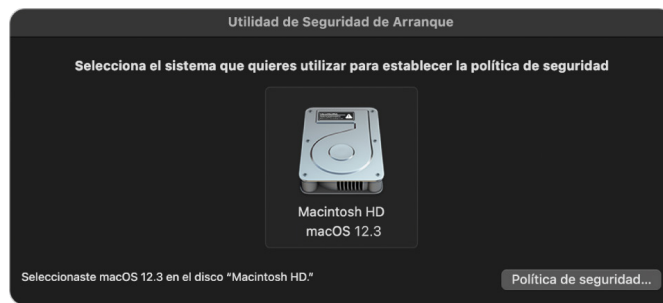 Utilidad de Seguridad de Arranque
Selecciona el sistema que quieres utilizar para establecer la política de seguridad
Macintosh HD
macOS 12.3
Seleccionaste macOS 12.3 en el disco “Macintosh HD.”
Política de seguridad...